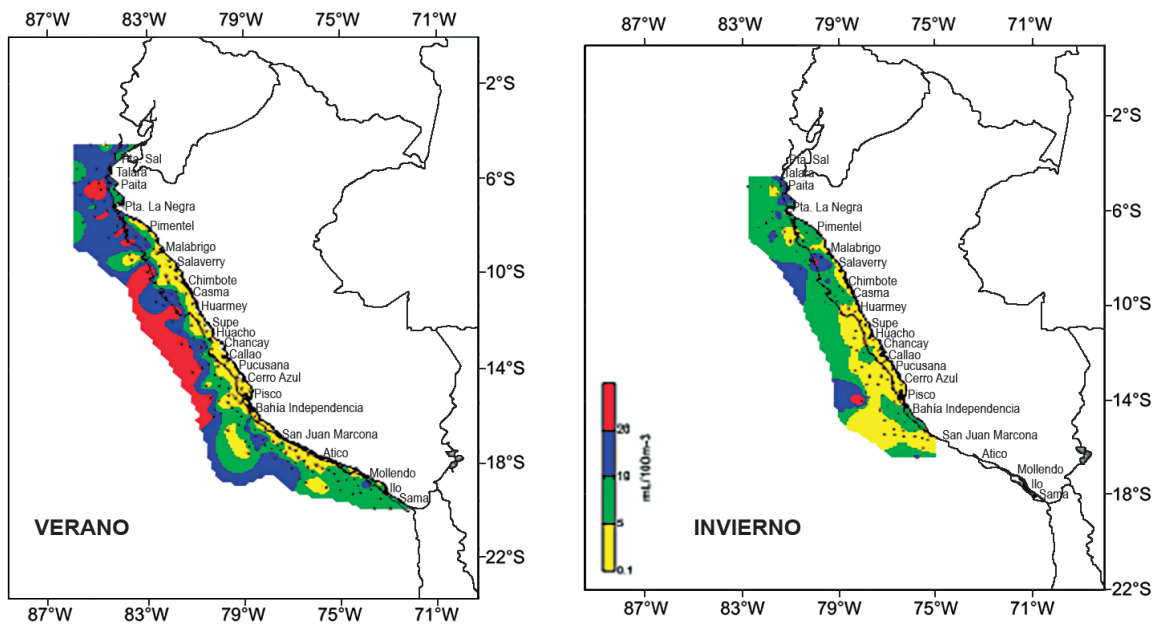 87°W 83°W 79°W 75°W 71°W
2°S
6°S
10°S
14°S
18°S
22°S
Pta. Sal
Talara
Paita
Pta. La Negra
Pimentel
Malabrigo
Salaverry
Chimbote
Casma
Huarmey
Supe
Huacho
Chancay
Callao
Pucusana
Cerro Azul
Pisco
Bahía Independencia
San Juan Marcona
Atico
Mollendo
Ilo
Sama
VERANO
87°W 83°W 79°W 75°W 71°W
87°W 83°W 79°W 75°W 71°W
2°S
6°S
10°S
14°S
18°S
22°S
Pta. Sal
Talara
Paita
Pta. La Negra
Pimentel
Malabrigo
Salaverry
Chimbote
Casma
Huarmey
Supe
Huacho
Chancay
Callao
Pucusana
Cerro Azul
Pisco
Bahía Independencia
San Juan Marcona
Atico
Mollendo
Ilo
Sama
20
10
5
0.1
mL/100m-3
INVIERNO
87°W 83°W 79°W 75°W 71°W